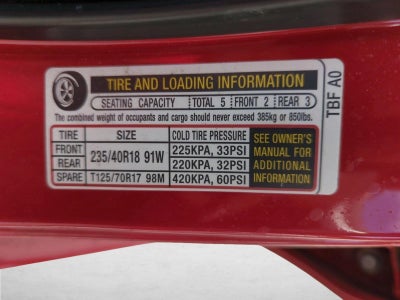 TIRE AND LOADING INFORMATION
SEATING CAPACITY TOTAL 5 FRONT 2 REAR 3
The combined weight of occupants and cargo should never exceed 385kg or 850lbs.
TIRE SIZE COLD TIRE PRESSURE
FRONT 235/40R18 91W 225KPA, 33PSI
REAR 220KPA, 32PSI
SPARE T125/70R17 98M 420KPA, 60PSI
SEE OWNER'S
MANUAL FOR
ADDITIONAL
INFORMATION
TBF A0